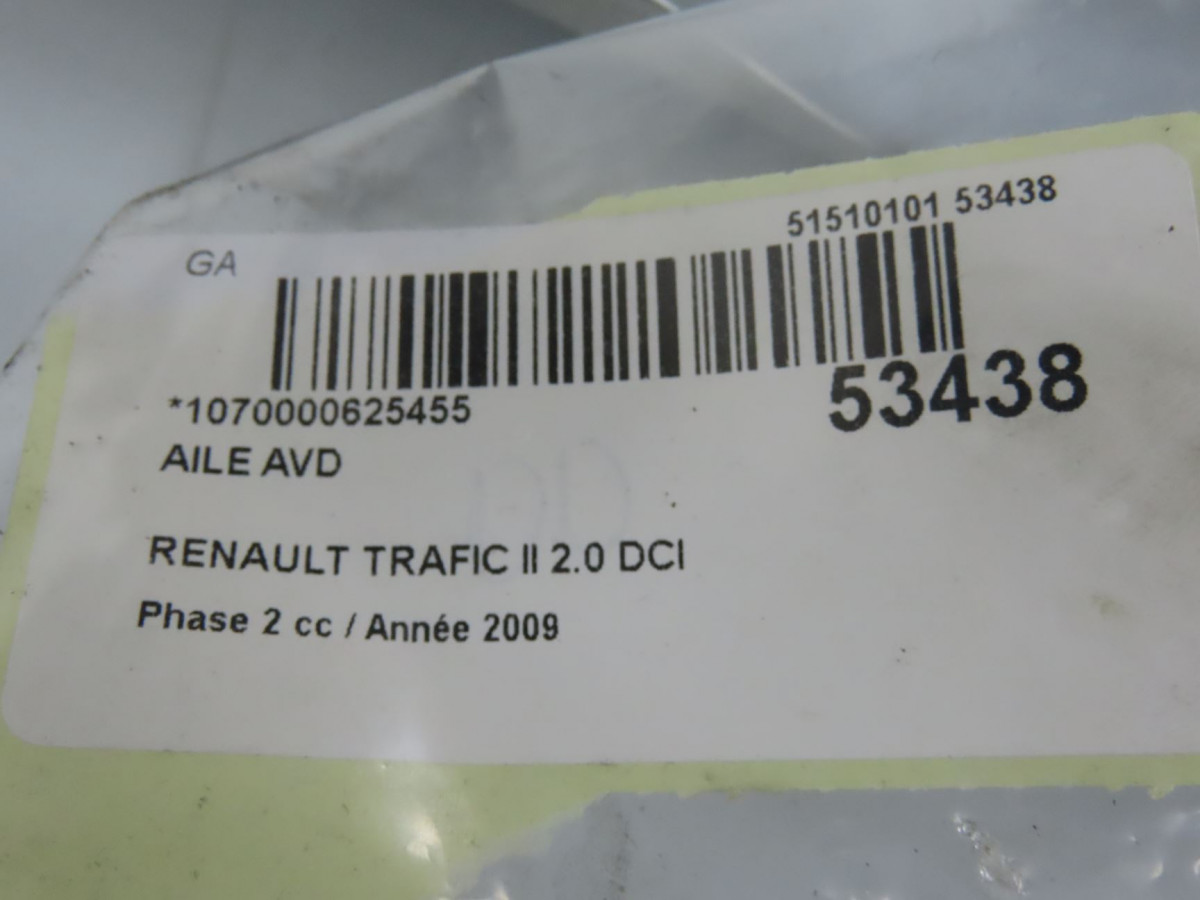 51510101 53438
GA
53438
*1070000625455
AILE AVD
RENAULT TRAFIC II 2.0 DCI
Phase 2 cc / Année 2009